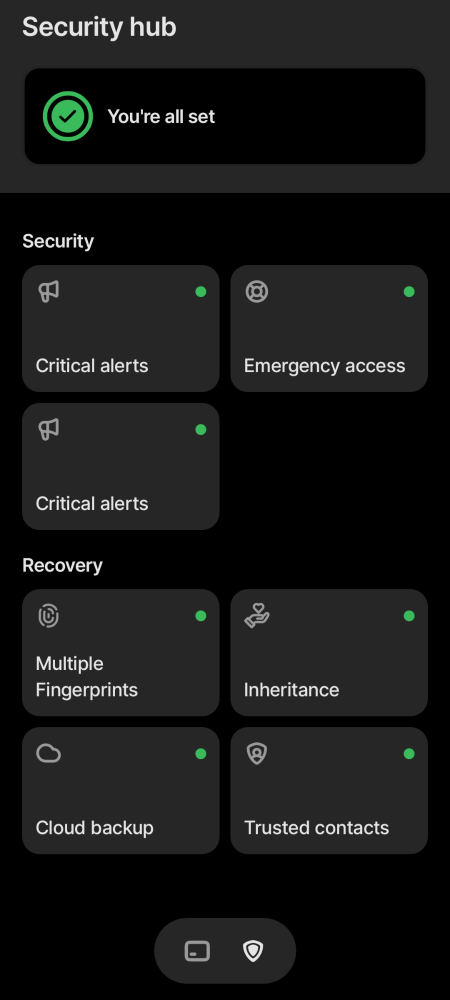 Security hub
You're all set
Security
Critical alerts
Emergency access
Critical alerts
Recovery
Multiple
Fingerprints
Inheritance
Cloud backup
Trusted contacts